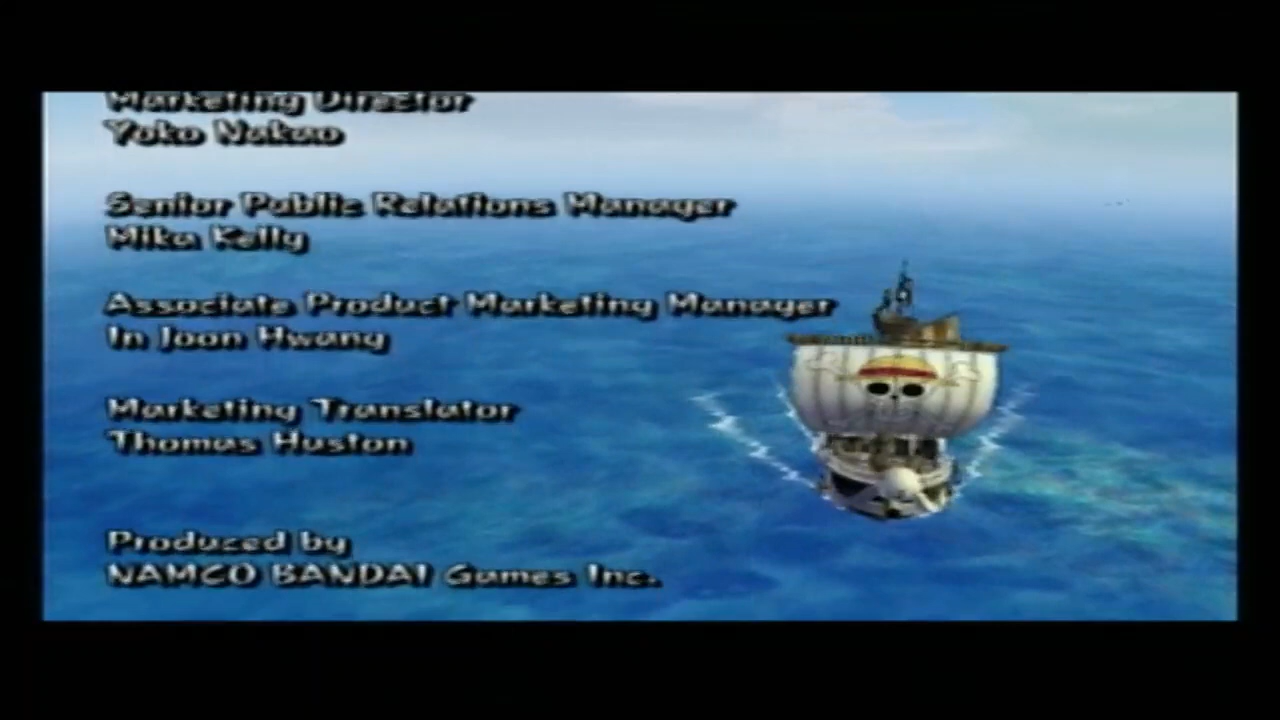 Marketing Director
Yoko Nakao
Senior Public Relations Manager
Mika Kelly
Associate Product Marketing Manager
In Joon Hwang
Marketing Translator
Thomas Huston
Produced by
NAMCO BANDAI Games Inc.